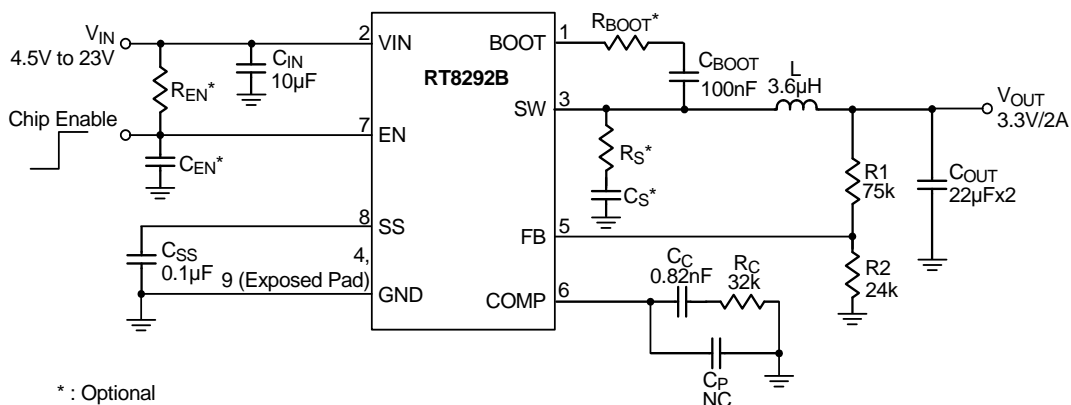 VIN
4.5V to 23V
REN*
CIN
10µF
Chip Enable
CEN*
CSS
0.1µF
2
VIN
7
EN
8
SS
4,
9 (Exposed Pad)
GND
RT8292B
BOOT
1
SW
3
FB
5
COMP
6
RBOOT*
CBOOT
100nF
L
3.6µH
RS*
CS*
VOUT
3.3V/2A
R1
75k
COUT
22µFx2
R2
24k
CC
0.82nF
RC
32k
CP
NC
* : Optional